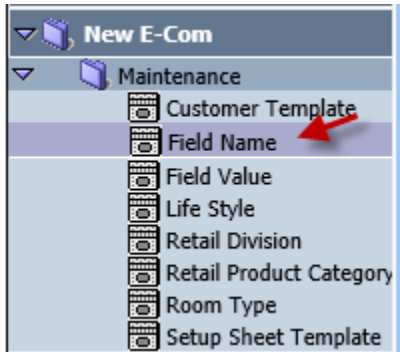 New E-Com
Maintenance
Customer Template
Field Name
Field Value
Life Style
Retail Division
Retail Product Category
Room Type
Setup Sheet Template